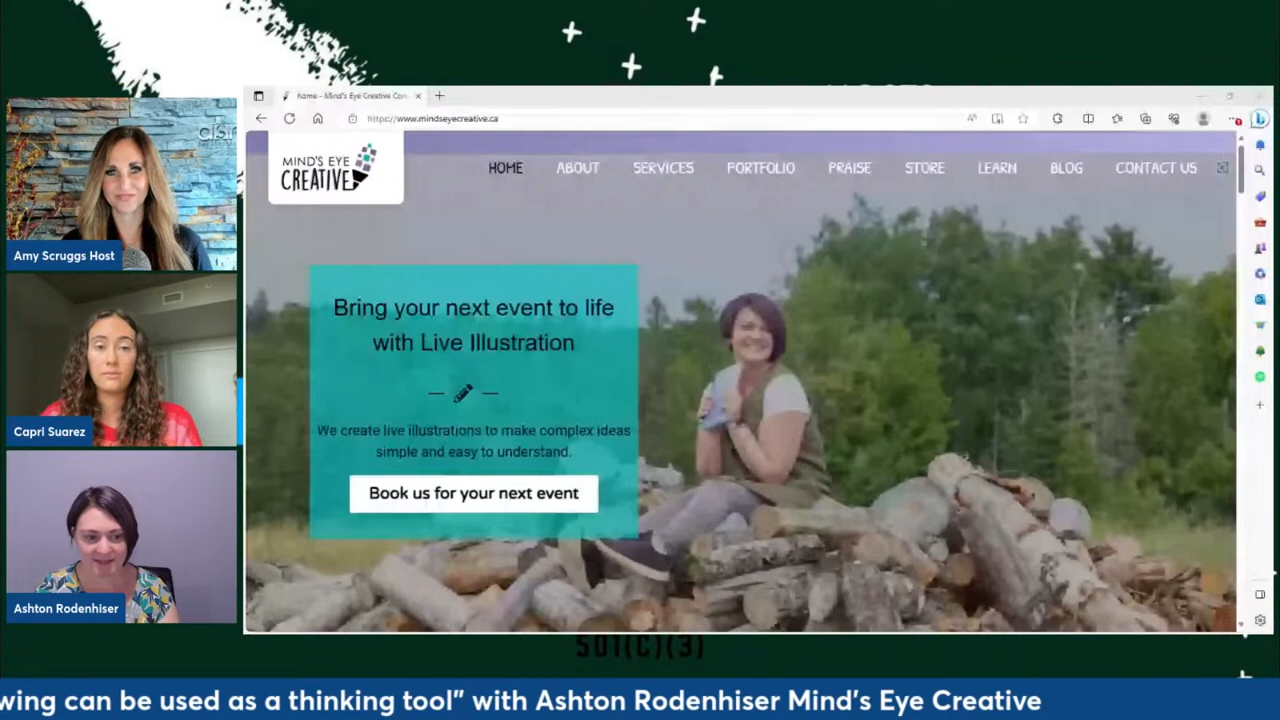 Home - Mind's Eye Creative Con
https://www.mindseyecreative.ca
MIND'S EYE
CREATIVE
HOME ABOUT SERVICES PORTFOLIO PRAISE STORE LEARN BLOG CONTACT US
Bring your next event to life
with Live Illustration
We create live illustrations to make complex ideas
simple and easy to understand.
Book us for your next event
Amy Scruggs Host
Capri Suarez
Ashton Rodenhiser
501(C)(3)
wing can be used as a thinking tool" with Ashton Rodenhiser Mind's Eye Creative